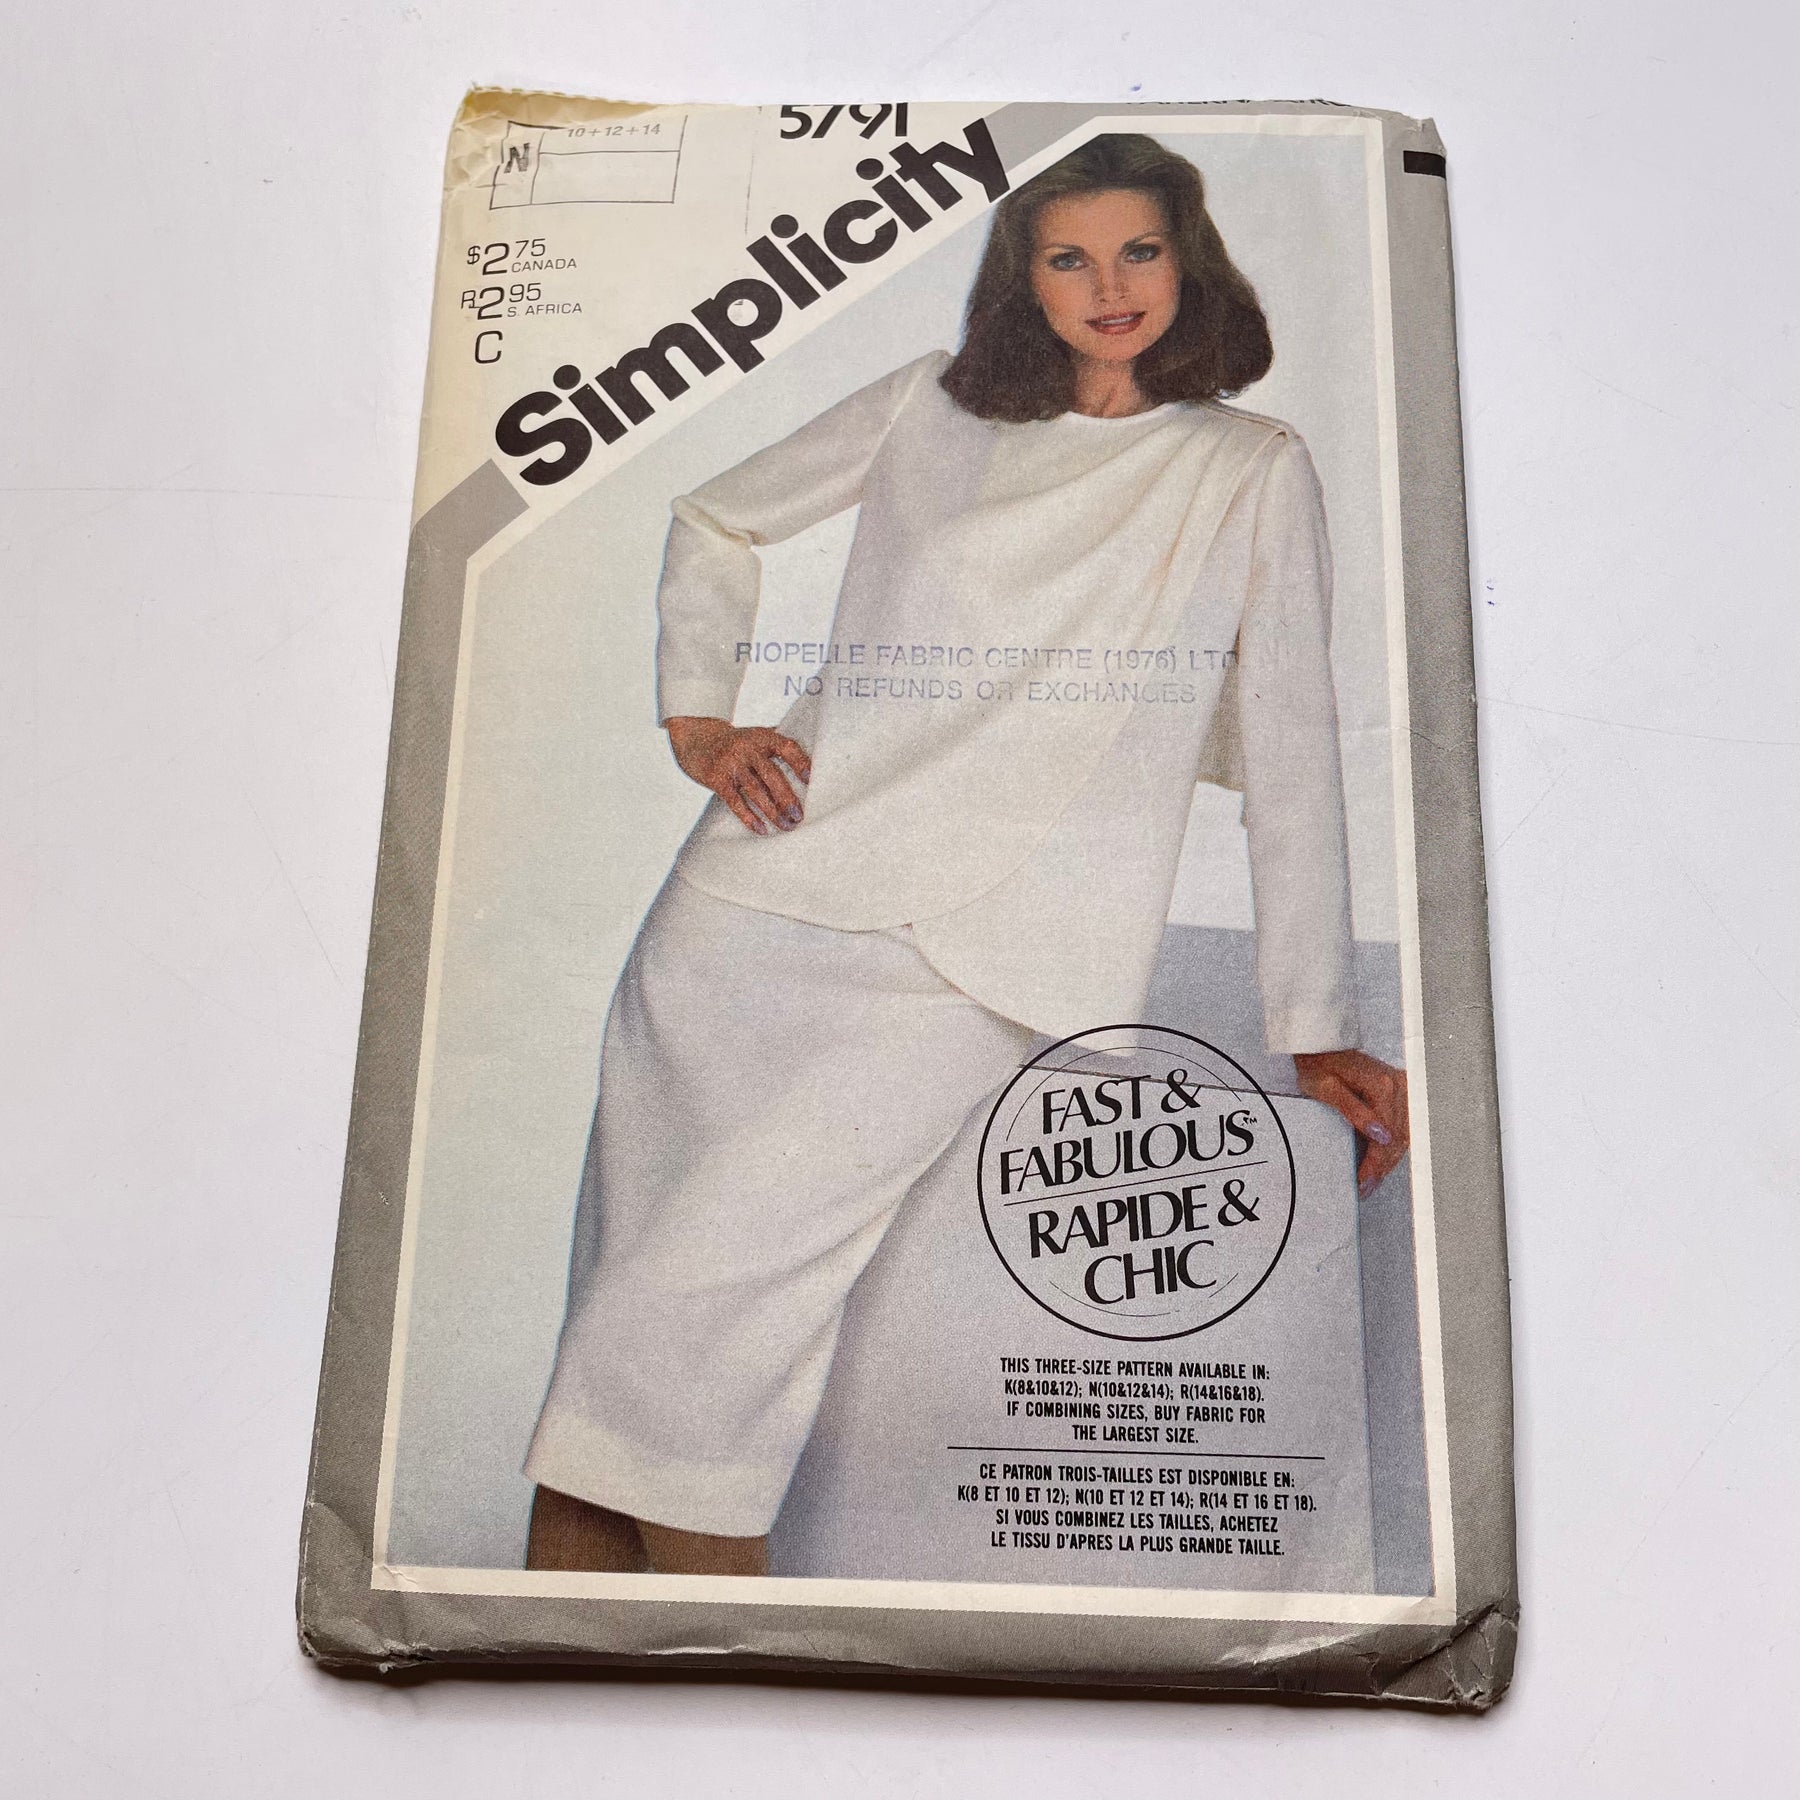 5791
10+12+14
N
$2 75
CANADA
R2 95
S. AFRICA
C
Simplicity
RIOPELLE FABRIC CENTRE (1976) LTD
NO REFUNDS OR EXCHANGES
FAST &
FABULOUS™
RAPIDE &
CHIC
THIS THREE-SIZE PATTERN AVAILABLE IN:
K(8&10&12); N(10&12&14); R(14&16&18).
IF COMBINING SIZES, BUY FABRIC FOR
THE LARGEST SIZE.
CE PATRON TROIS-TAILLES EST DISPONIBLE EN:
K(8 ET 10 ET 12); N(10 ET 12 ET 14); R(14 ET 16 ET 18).
SI VOUS COMBINEZ LES TAILLES, ACHETEZ
LE TISSU D'APRES LA PLUS GRANDE TAILLE.